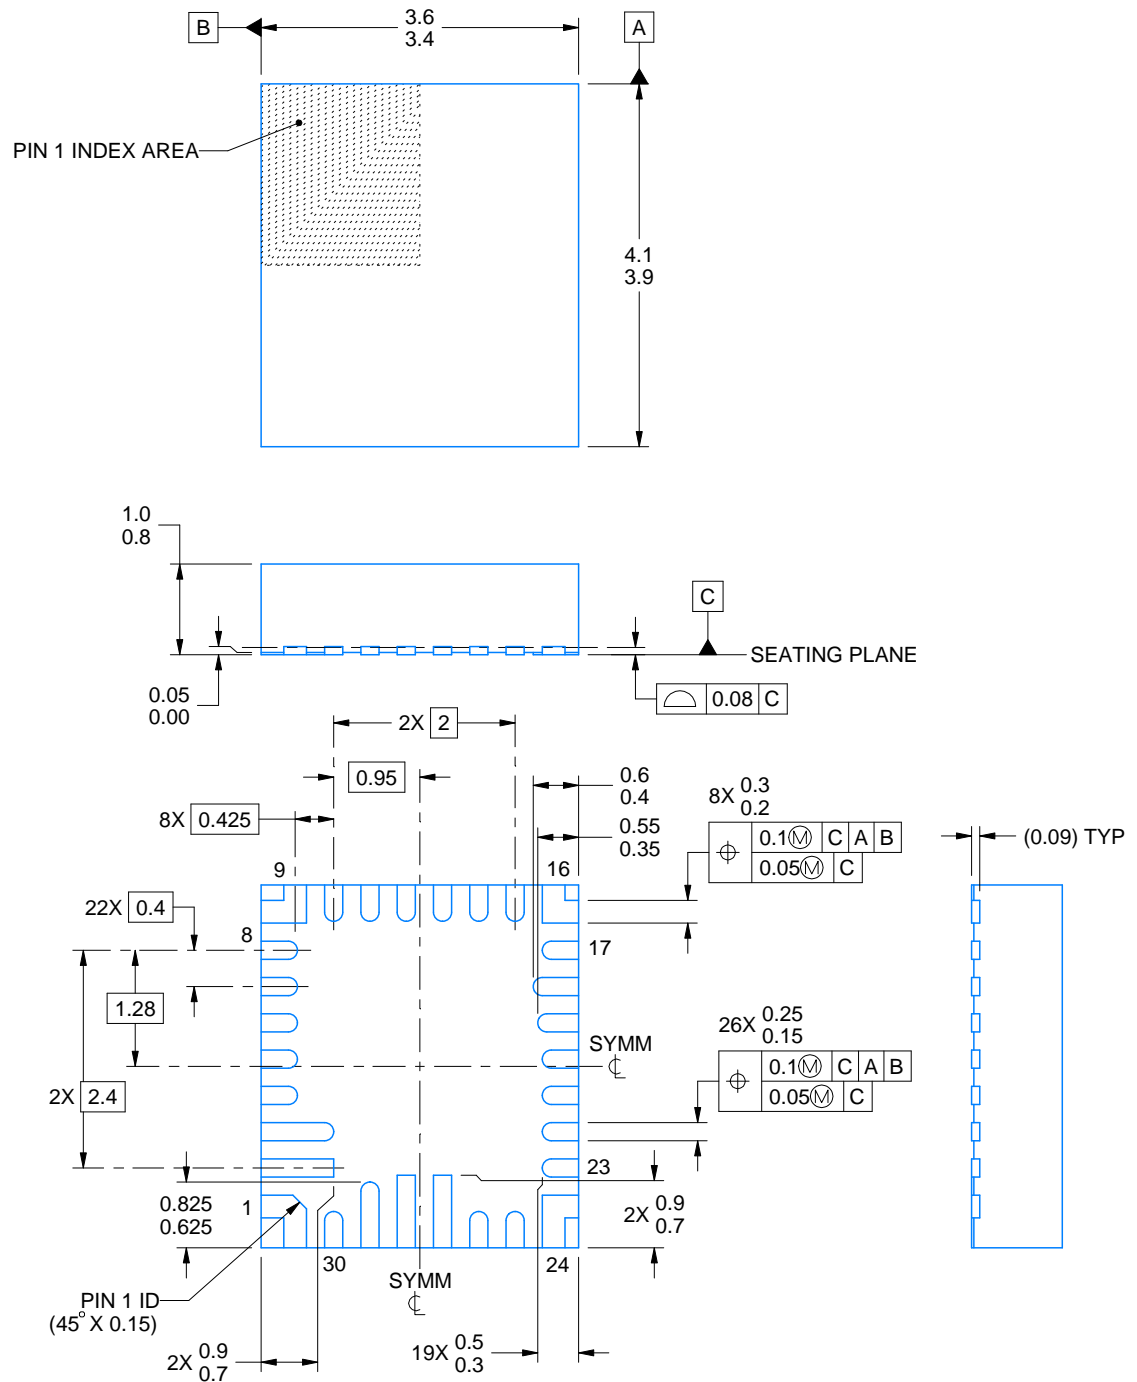 B
3.6
3.4
A
PIN 1 INDEX AREA
4.1
3.9
1.0
0.8
C
SEATING PLANE
0.05
0.00
0.08 C
2X 2
0.95
0.6
0.4
8X 0.3
0.2
8X 0.425
0.55
0.35
0.1Ⓜ C A B
0.05Ⓜ C
(0.09) TYP
9
16
22X 0.4
8
17
1.28
26X 0.25
0.15
SYMM
℄
0.1Ⓜ C A B
0.05Ⓜ C
2X 2.4
23
0.825
0.625
1
2X 0.9
0.7
30
24
SYMM
℄
PIN 1 ID
(45° X 0.15)
2X 0.9
0.7
19X 0.5
0.3